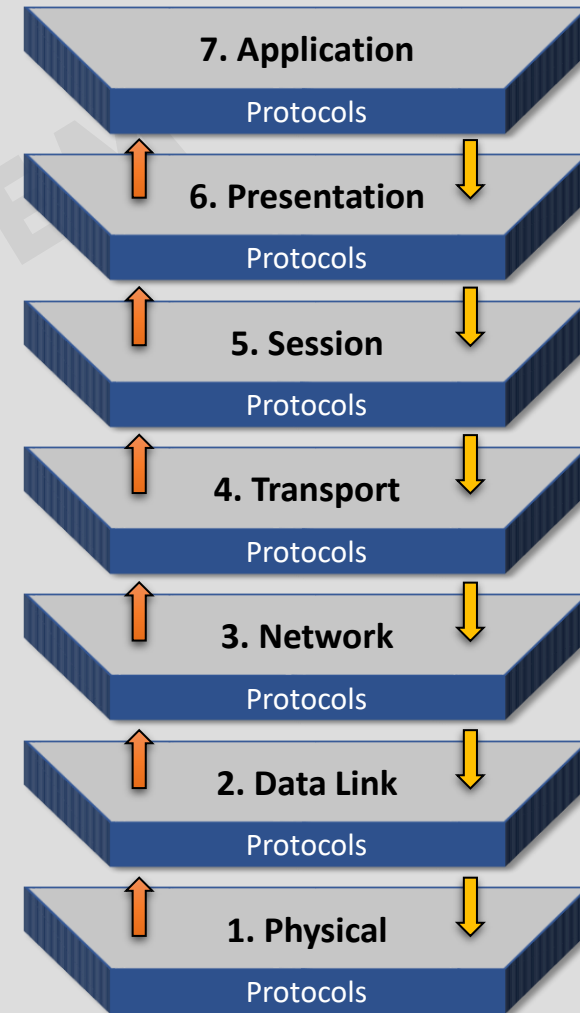 7. Application
Protocols
6. Presentation
Protocols
5. Session
Protocols
4. Transport
Protocols
3. Network
Protocols
2. Data Link
Protocols
1. Physical
Protocols